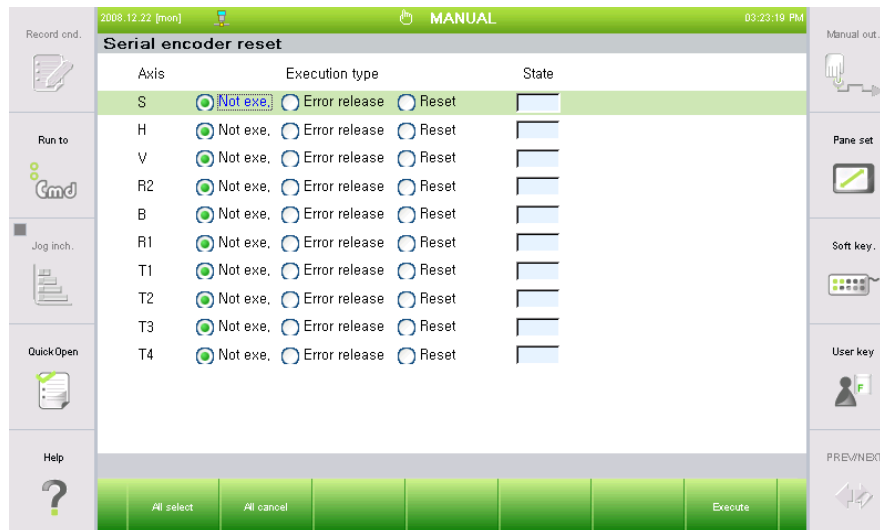 2008.12.22 [mon] MANUAL 03:23:19 PM
Record cnd.
Manual out.
Serial encoder reset
Axis Execution type State
S Not exe, Error release Reset
H Not exe, Error release Reset
V Not exe, Error release Reset
R2 Not exe, Error release Reset
B Not exe, Error release Reset
R1 Not exe, Error release Reset
T1 Not exe, Error release Reset
T2 Not exe, Error release Reset
T3 Not exe, Error release Reset
T4 Not exe, Error release Reset
Run to
Cmd
Jog inch.
QuickOpen
Help
?
Pane set
Soft key.
User key
F
PREV/NEXT
All select All cancel Execute